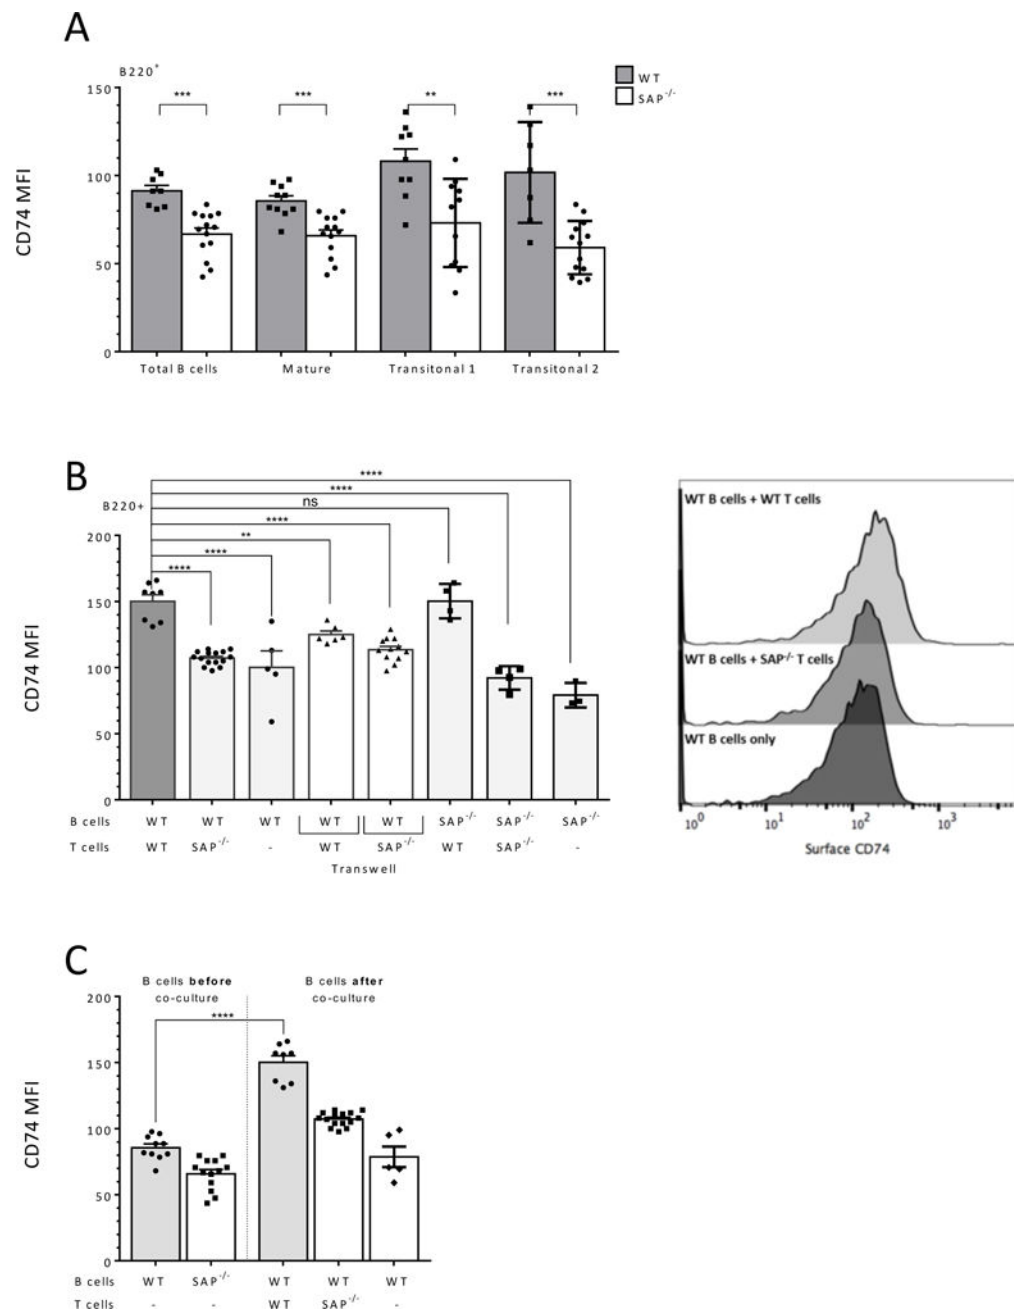 A
B220+
WT
SAP-/-
150
100
50
0
CD74 MFI
*** *** ** ***
Total B cells Mature Transitonal 1 Transitonal 2
B
B220+
****
****
ns
****
**
****
****
200
150
100
50
0
CD74 MFI
B cells WT WT WT WT WT SAP-/- SAP-/- SAP-/-
T cells WT SAP-/- - WT SAP-/- WT SAP-/- -
Transwell
WT B cells + WT T cells
WT B cells + SAP-/- T cells
WT B cells only
10^0 10^1 10^2 10^3
Surface CD74
C
B cells before co-culture
B cells after co-culture
****
200
150
100
50
0
CD74 MFI
B cells WT SAP-/- WT WT WT
T cells - - WT SAP-/- -